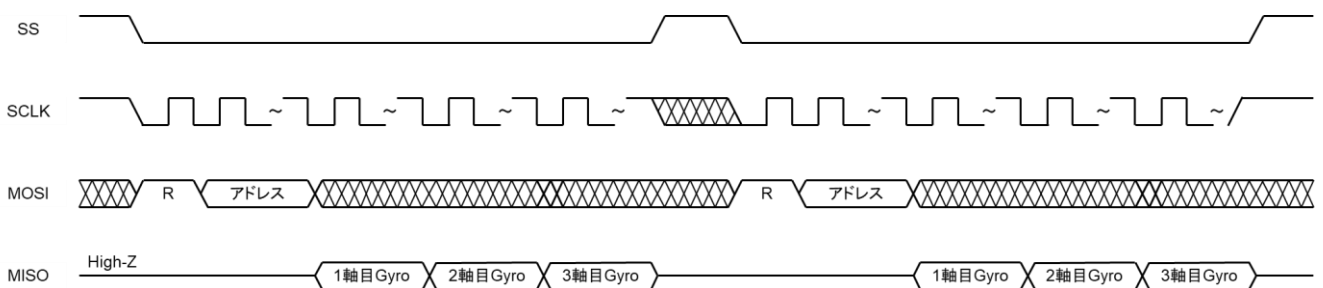 SS
SCLK
~ ~ ~ ~ ~ ~ ~ ~
MOSI R アドレス R アドレス
High-Z
MISO 1軸目Gyro 2軸目Gyro 3軸目Gyro 1軸目Gyro 2軸目Gyro 3軸目Gyro